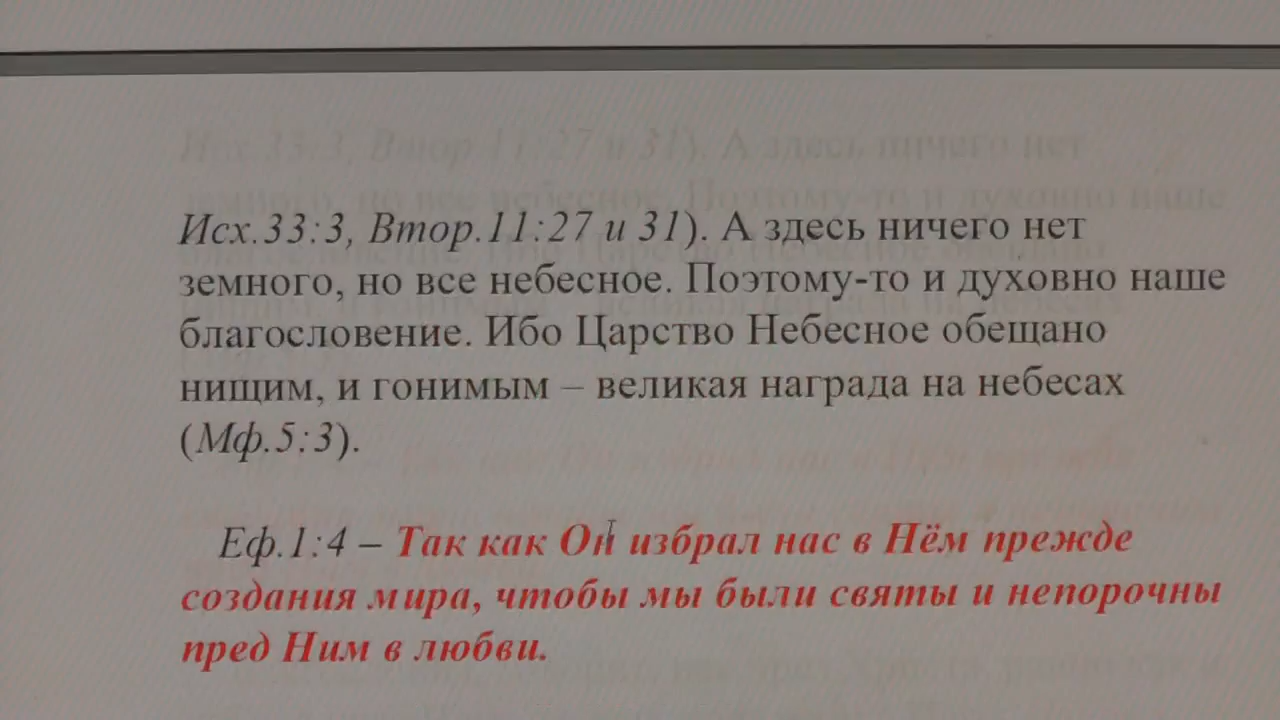 Исх.33:3, Втор.11:27 и 31). А здесь ничего нет
земного, но все небесное. Поэтому-то и духовно наше
благословение. Ибо Царство Небесное обещано
нищим, и гонимым – великая награда на небесах
(Мф.5:3).
Еф.1:4 – Так как Он избрал нас в Нём прежде
создания мира, чтобы мы были святы и непорочны
пред Ним в любви.